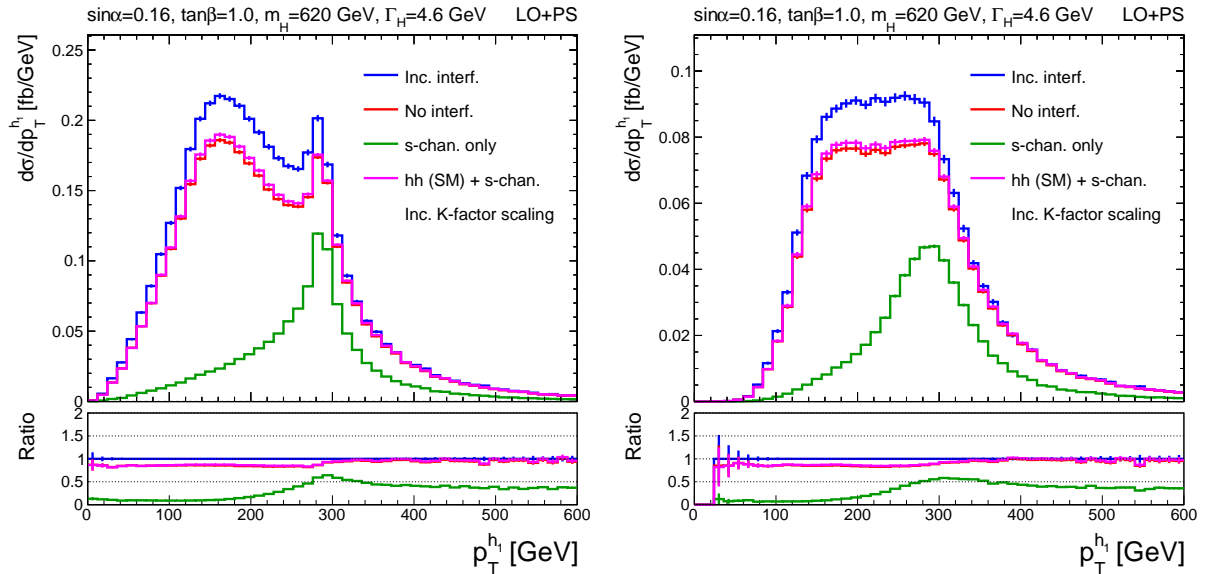 sinα=0.16, tanβ=1.0, m_H=620 GeV, Γ_H=4.6 GeV LO+PS
dσ/dp_T^{h_1} [fb/GeV]
0.25
0.2
0.15
0.1
0.05
0
Inc. interf.
No interf.
s-chan. only
hh (SM) + s-chan.
Inc. K-factor scaling
Ratio
2
1.5
1
0.5
0
0 100 200 300 400 500 600
p_T^{h_1} [GeV]
sinα=0.16, tanβ=1.0, m_H=620 GeV, Γ_H=4.6 GeV LO+PS
dσ/dp_T^{h_1} [fb/GeV]
0.1
0.08
0.06
0.04
0.02
0
Inc. interf.
No interf.
s-chan. only
hh (SM) + s-chan.
Inc. K-factor scaling
Ratio
2
1.5
1
0.5
0
0 100 200 300 400 500 600
p_T^{h_1} [GeV]